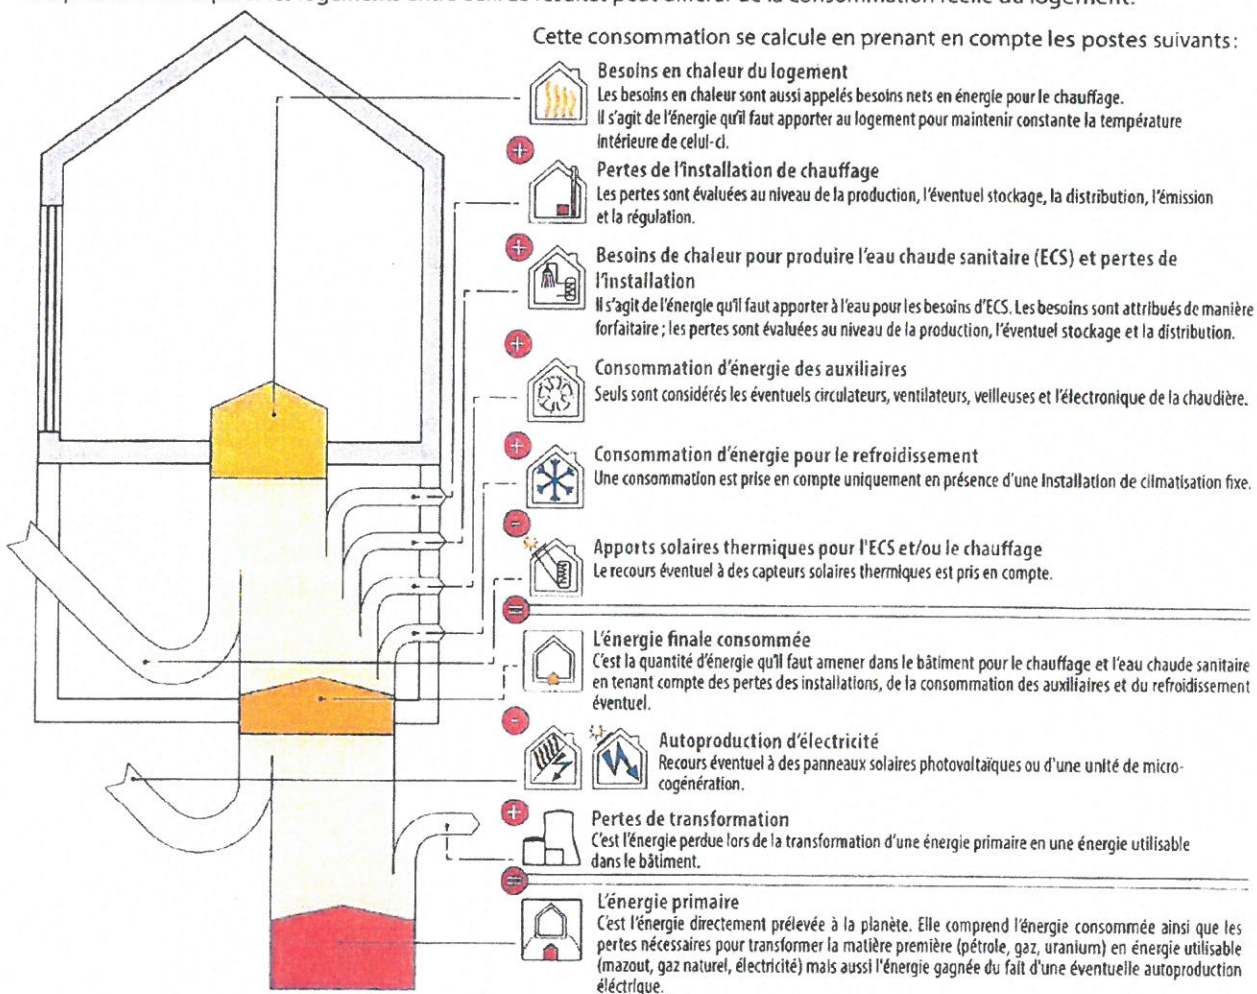 Cette consommation se calcule en prenant en compte les postes suivants :
Besoins en chaleur du logement
Les besoins en chaleur sont aussi appelés besoins nets en énergie pour le chauffage.
Il s'agit de l'énergie qu'il faut apporter au logement pour maintenir constante la température
intérieure de celui-ci.
+
Pertes de l'installation de chauffage
Les pertes sont évaluées au niveau de la production, l'éventuel stockage, la distribution, l'émission
et la régulation.
+
Besoins de chaleur pour produire l'eau chaude sanitaire (ECS) et pertes de
l'installation
Il s'agit de l'énergie qu'il faut apporter à l'eau pour les besoins d'ECS. Les besoins sont attribués de manière
forfaitaire ; les pertes sont évaluées au niveau de la production, l'éventuel stockage et la distribution.
+
Consommation d'énergie des auxiliaires
Seuls sont considérés les éventuels circulateurs, ventilateurs, veilleuses et l'électronique de la chaudière.
+
Consommation d'énergie pour le refroidissement
Une consommation est prise en compte uniquement en présence d'une installation de climatisation fixe.
-
Apports solaires thermiques pour l'ECS et/ou le chauffage
Le recours éventuel à des capteurs solaires thermiques est pris en compte.
=
L'énergie finale consommée
C'est la quantité d'énergie qu'il faut amener dans le bâtiment pour le chauffage et l'eau chaude sanitaire
en tenant compte des pertes des installations, de la consommation des auxiliaires et du refroidissement
éventuel.
-
Autoproduction d'électricité
Recours éventuel à des panneaux solaires photovoltaïques ou d'une unité de micro-
cogénération.
+
Pertes de transformation
C'est l'énergie perdue lors de la transformation d'une énergie primaire en une énergie utilisable
dans le bâtiment.
=
L'énergie primaire
C'est l'énergie directement prélevée à la planète. Elle comprend l'énergie consommée ainsi que les
pertes nécessaires pour transformer la matière première (pétrole, gaz, uranium) en énergie utilisable
(mazout, gaz naturel, électricité) mais aussi l'énergie gagnée du fait d'une éventuelle autoproduction
éléctrique.